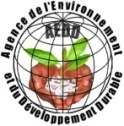 Agence de l'Environnement
AEDD
et du Développement Durable